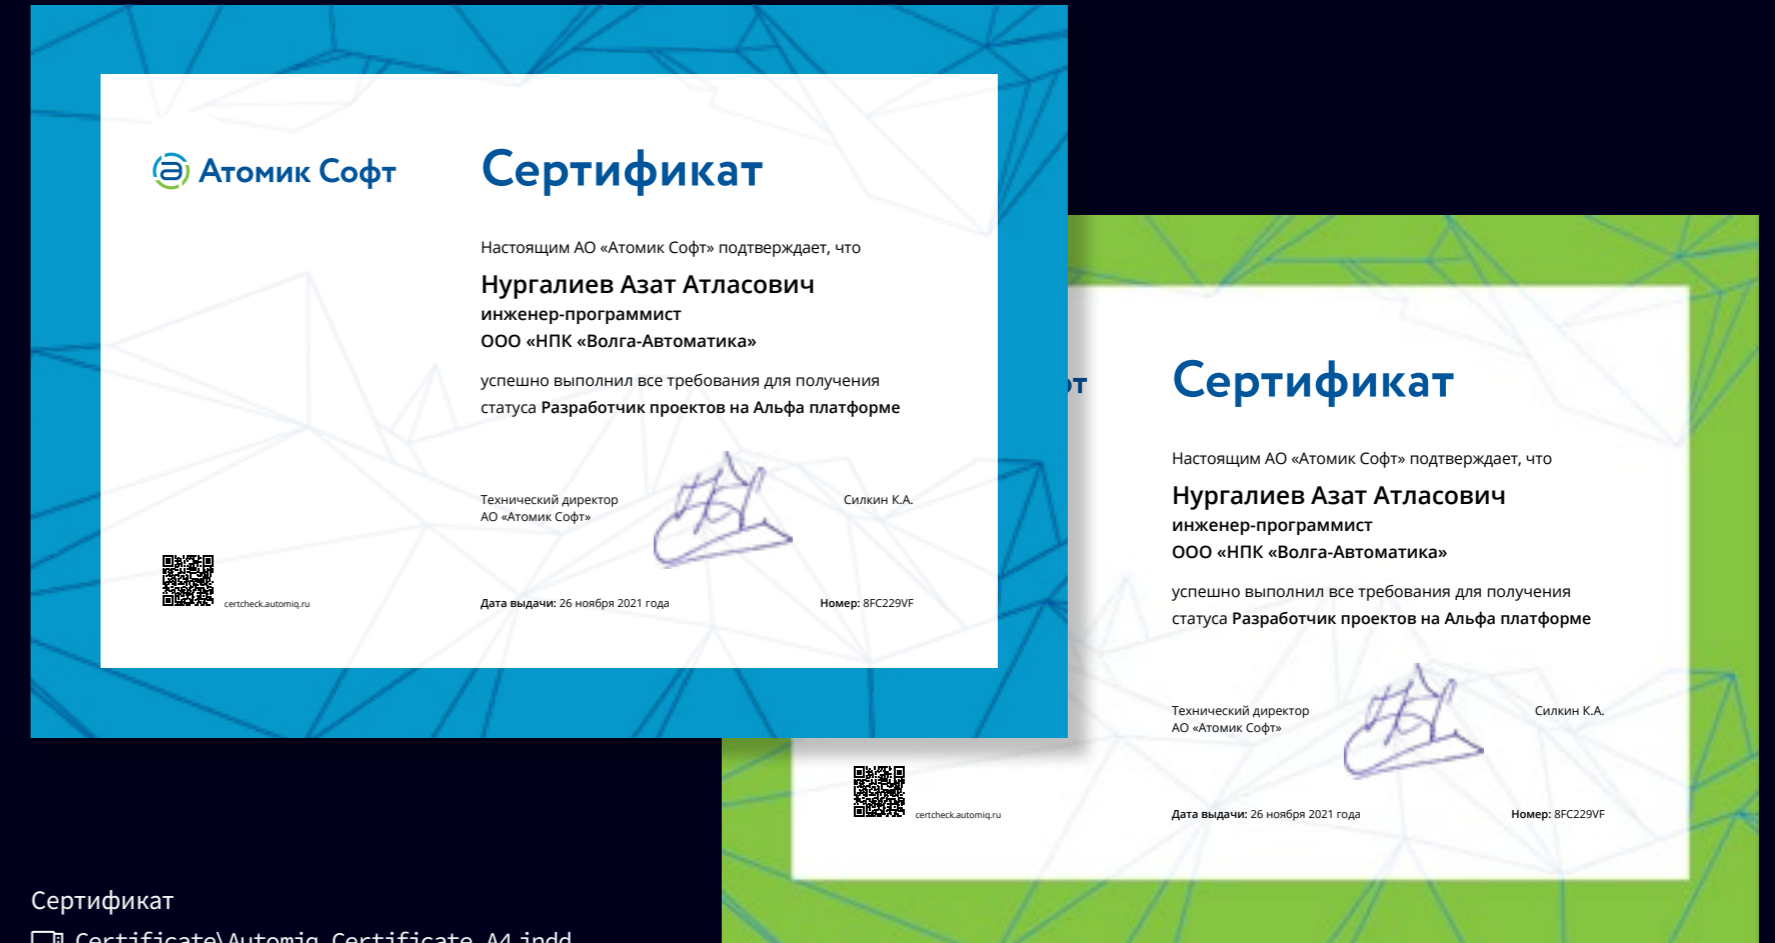 Атомик Софт
Сертификат
Настоящим АО «Атомик Софт» подтверждает, что
Нургалиев Азат Атласович
инженер-программист
ООО «НПК «Волга-Автоматика»
успешно выполнил все требования для получения
статуса Разработчик проектов на Альфа платформе
Технический директор
АО «Атомик Софт»
Силкин К.А.
certcheck.automiq.ru
Дата выдачи: 26 ноября 2021 года
Номер: 8FC229VF
т
Сертификат
Настоящим АО «Атомик Софт» подтверждает, что
Нургалиев Азат Атласович
инженер-программист
ООО «НПК «Волга-Автоматика»
успешно выполнил все требования для получения
статуса Разработчик проектов на Альфа платформе
Технический директор
АО «Атомик Софт»
Силкин К.А.
certcheck.automiq.ru
Дата выдачи: 26 ноября 2021 года
Номер: 8FC229VF
Сертификат
Certificate\Automiq_Certificate_A4.indd